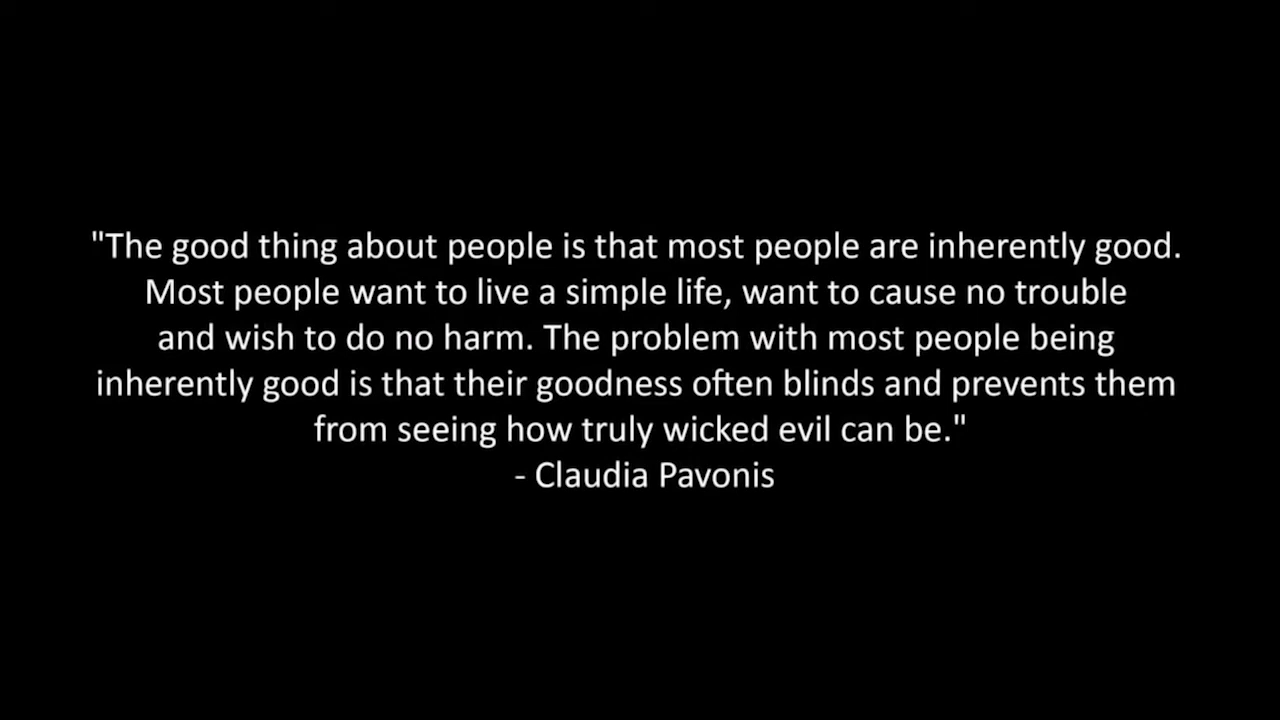 "The good thing about people is that most people are inherently good.
Most people want to live a simple life, want to cause no trouble
and wish to do no harm. The problem with most people being
inherently good is that their goodness often blinds and prevents them
from seeing how truly wicked evil can be."
- Claudia Pavonis